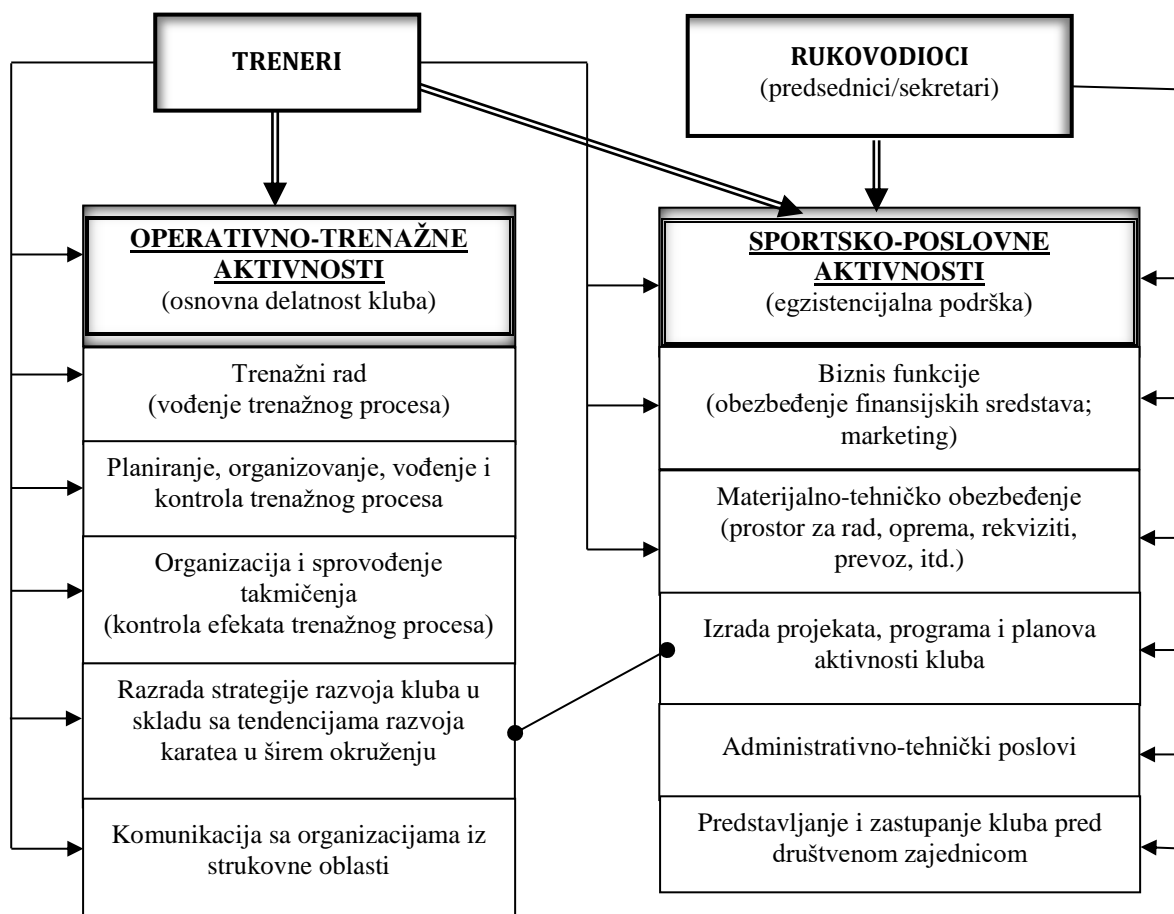 TRENERI
RUKOVODIOCI
(predsednici/sekretari)
OPERATIVNO-TRENAŽNE
AKTIVNOSTI
(osnovna delatnost kluba)
Trenažni rad
(vođenje trenažnog procesa)
Planiranje, organizovanje, vođenje i
kontrola trenažnog procesa
Organizacija i sprovođenje
takmičenja
(kontrola efekata trenažnog procesa)
Razrada strategije razvoja kluba u
skladu sa tendencijama razvoja
karatea u širem okruženju
Komunikacija sa organizacijama iz
strukovne oblasti
SPORTSKO-POSLOVNE
AKTIVNOSTI
(egzistencijalna podrška)
Biznis funkcije
(obezbeđenje finansijskih sredstava;
marketing)
Materijalno-tehničko obezbeđenje
(prostor za rad, oprema, rekviziti,
prevoz, itd.)
Izrada projekata, programa i planova
aktivnosti kluba
Administrativno-tehnički poslovi
Predstavljanje i zastupanje kluba pred
društvenom zajednicom